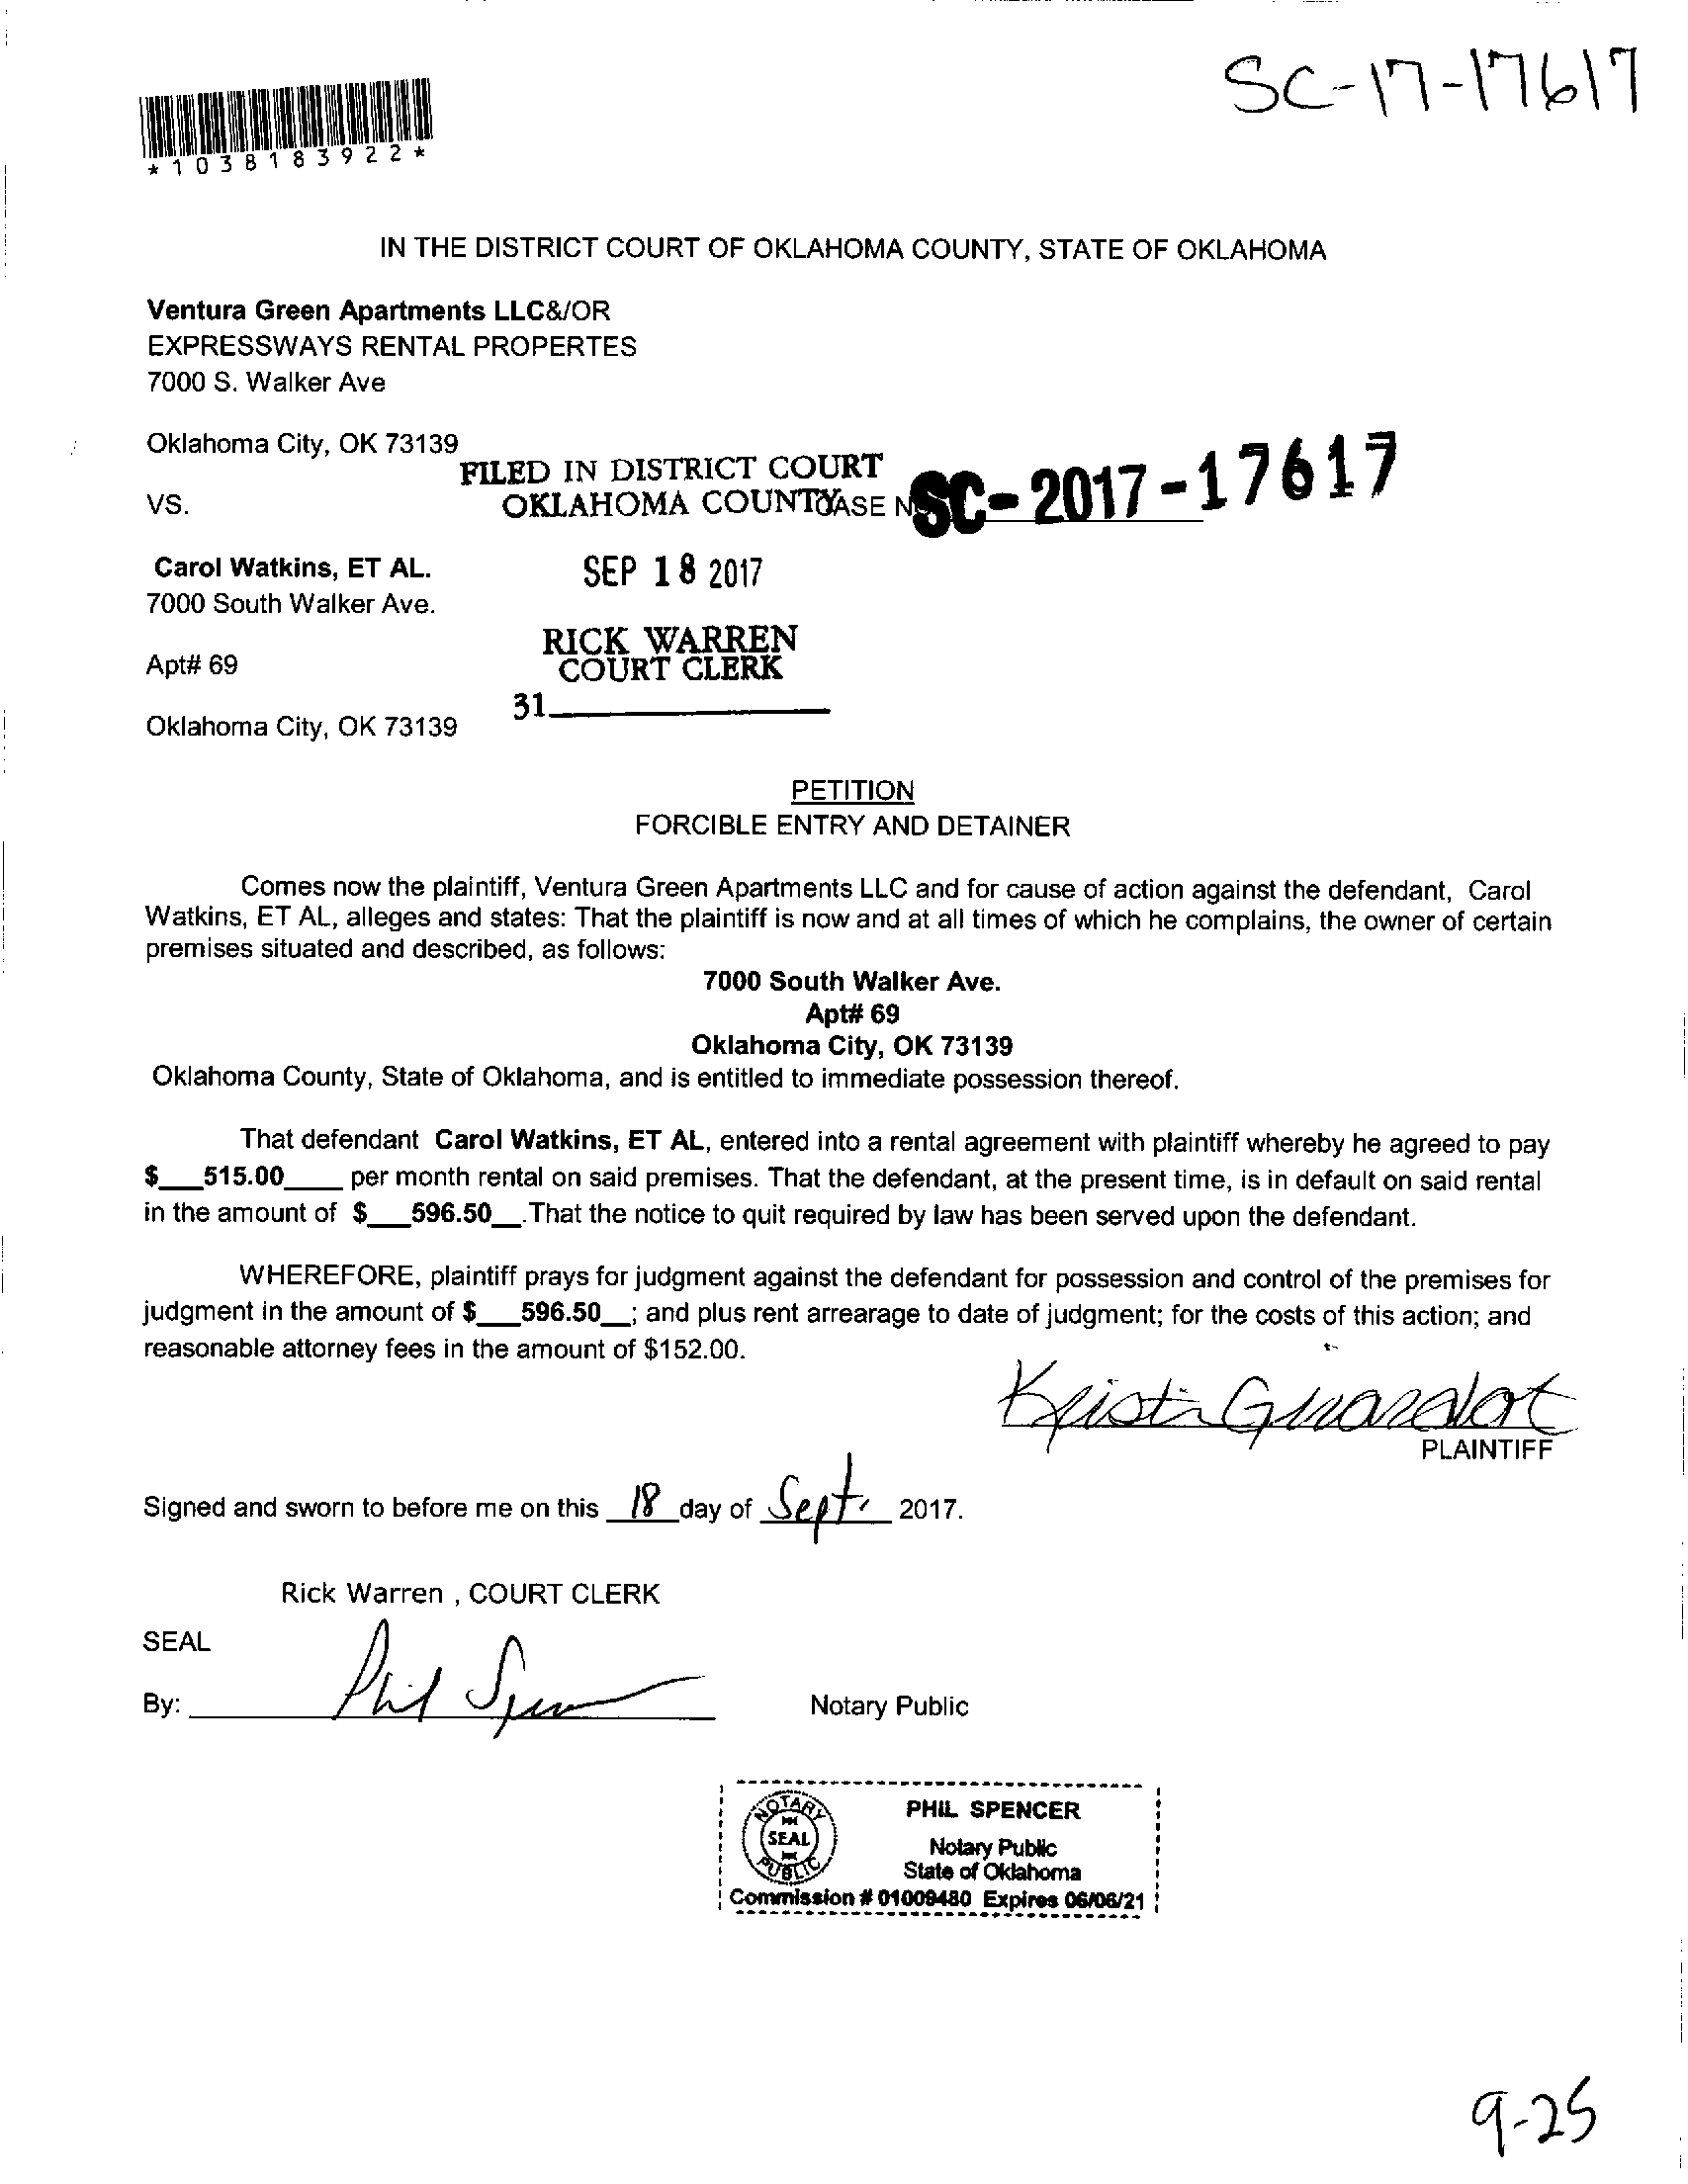 SC-17-17617
*1038183922*
IN THE DISTRICT COURT OF OKLAHOMA COUNTY, STATE OF OKLAHOMA
Ventura Green Apartments LLC&/OR
EXPRESSWAYS RENTAL PROPERTES
7000 S. Walker Ave
Oklahoma City, OK 73139
FILED IN DISTRICT COURT
OKLAHOMA COUNTY
VS.
CASE NO SC-2017-17617
Carol Watkins, ET AL.
SEP 18 2017
7000 South Walker Ave.
RICK WARREN
COURT CLERK
Apt# 69
31
Oklahoma City, OK 73139
PETITION
FORCIBLE ENTRY AND DETAINER
Comes now the plaintiff, Ventura Green Apartments LLC and for cause of action against the defendant, Carol
Watkins, ET AL, alleges and states: That the plaintiff is now and at all times of which he complains, the owner of certain
premises situated and described, as follows:
7000 South Walker Ave.
Apt# 69
Oklahoma City, OK 73139
Oklahoma County, State of Oklahoma, and is entitled to immediate possession thereof.
That defendant Carol Watkins, ET AL, entered into a rental agreement with plaintiff whereby he agreed to pay
$___515.00____ per month rental on said premises. That the defendant, at the present time, is in default on said rental
in the amount of $___596.50__.That the notice to quit required by law has been served upon the defendant.
WHEREFORE, plaintiff prays for judgment against the defendant for possession and control of the premises for
judgment in the amount of $___596.50__; and plus rent arrearage to date of judgment; for the costs of this action; and
reasonable attorney fees in the amount of $152.00.
Kristi Girardot
PLAINTIFF
Signed and sworn to before me on this 18 day of Sept. 2017.
Rick Warren , COURT CLERK
SEAL
By: Phil Spencer Notary Public
NOTARY
SEAL
PUBLIC
PHIL SPENCER
Notary Public
State of Oklahoma
Commission # 01009480 Expires 06/06/21
9-25